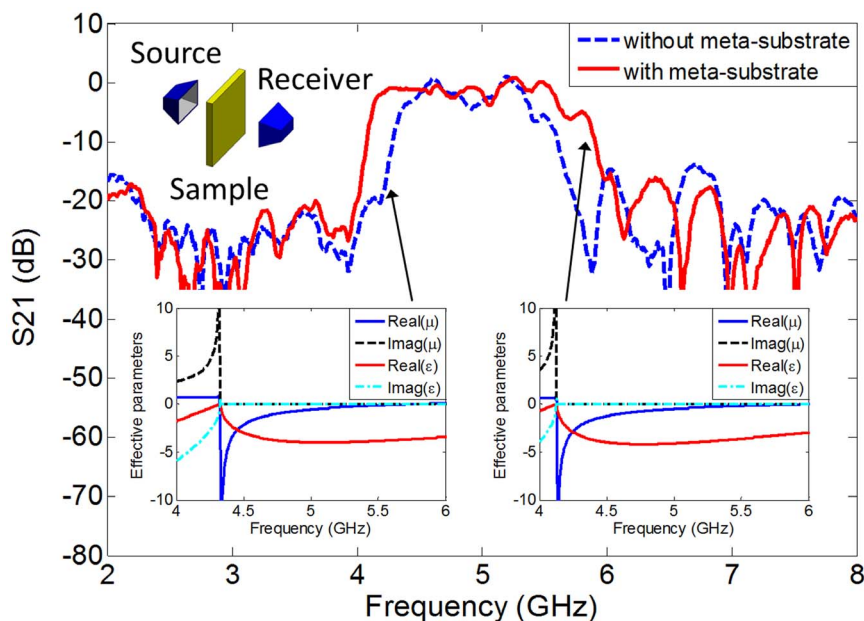 10
0
-10
-20
-30
-40
-50
-60
-70
-80
S21 (dB)
Source
Receiver
Sample
without meta-substrate
with meta-substrate
10
5
0
-5
-10
Effective parameters
Real(μ)
Imag(μ)
Real(ε)
Imag(ε)
4 4.5 5 5.5 6
Frequency (GHz)
10
5
0
-5
-10
Effective parameters
Real(μ)
Imag(μ)
Real(ε)
Imag(ε)
4 4.5 5 5.5 6
Frequency (GHz)
2 3 4 5 6 7 8
Frequency (GHz)